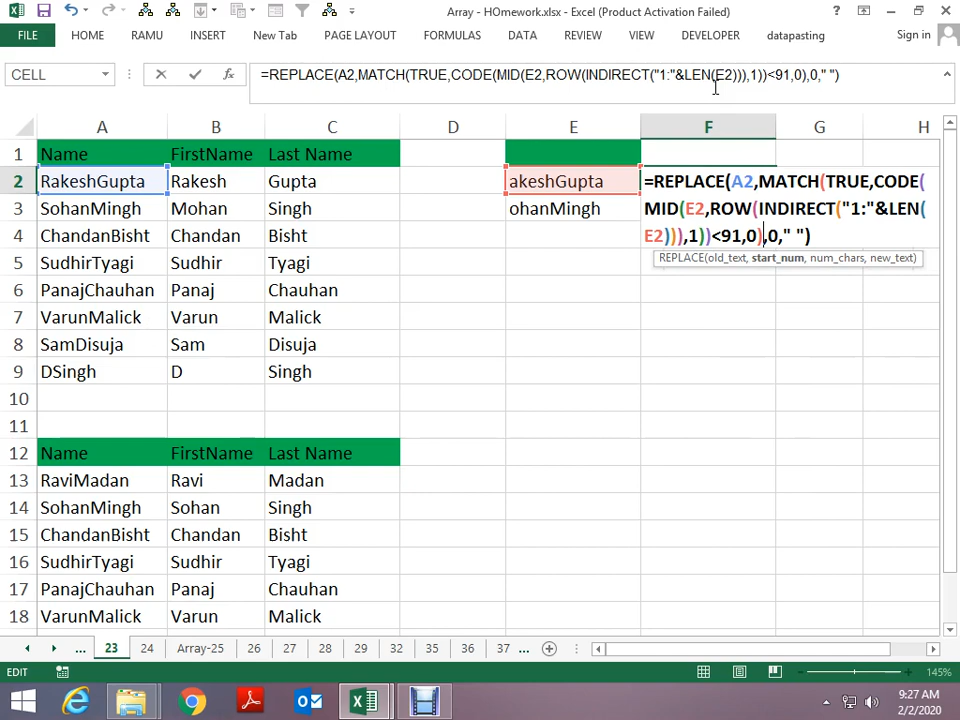 Array - HOmework.xlsx - Excel (Product Activation Failed)
FILE HOME RAMU INSERT New Tab PAGE LAYOUT FORMULAS DATA REVIEW VIEW DEVELOPER datapasting Sign in
CELL =REPLACE(A2,MATCH(TRUE,CODE(MID(E2,ROW(INDIRECT("1:"&LEN(E2))),1))<91,0),0," ")
A B C D E F G H
1 Name FirstName Last Name
2 RakeshGupta Rakesh Gupta akeshGupta =REPLACE(A2,MATCH(TRUE,CODE(
3 SohanMingh Mohan Singh ohanMingh MID(E2,ROW(INDIRECT("1:"&LEN(
4 ChandanBisht Chandan Bisht E2))),1))<91,0),0," ")
REPLACE(old_text, start_num, num_chars, new_text)
5 SudhirTyagi Sudhir Tyagi
6 PanajChauhan Panaj Chauhan
7 VarunMalick Varun Malick
8 SamDisuja Sam Disuja
9 DSingh D Singh
10
11
12 Name FirstName Last Name
13 RaviMadan Ravi Madan
14 SohanMingh Sohan Singh
15 ChandanBisht Chandan Bisht
16 SudhirTyagi Sudhir Tyagi
17 PanajChauhan Panaj Chauhan
18 VarunMalick Varun Malick
... 23 24 Array-25 26 27 28 29 32 35 36 37 ...
EDIT 145%
9:27 AM
2/2/2020